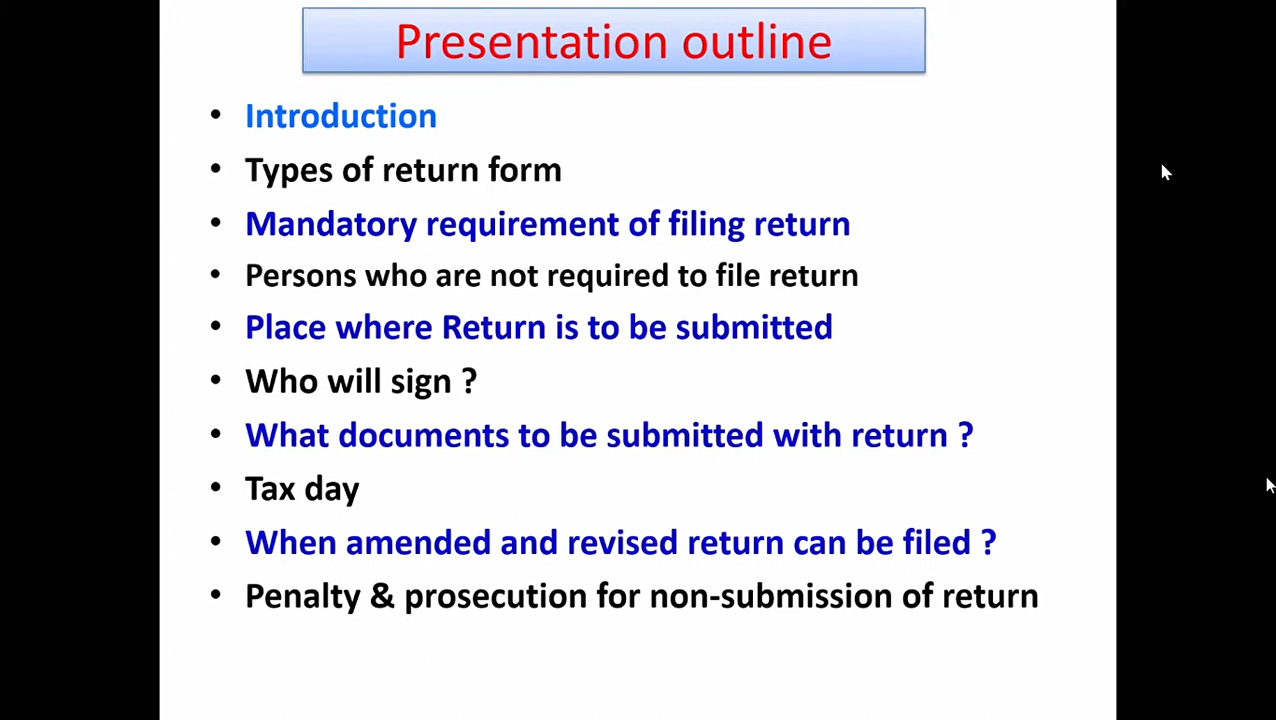 Presentation outline
• Introduction
• Types of return form
• Mandatory requirement of filing return
• Persons who are not required to file return
• Place where Return is to be submitted
• Who will sign ?
• What documents to be submitted with return ?
• Tax day
• When amended and revised return can be filed ?
• Penalty & prosecution for non-submission of return